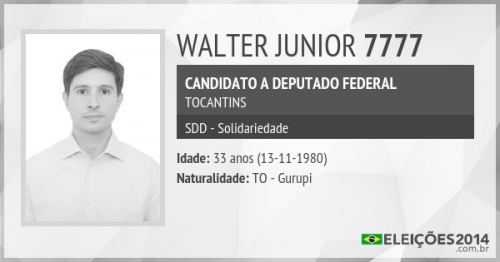 WALTER JUNIOR 7777
CANDIDATO A DEPUTADO FEDERAL
TOCANTINS
SDD - Solidariedade
Idade: 33 anos (13-11-1980)
Naturalidade: TO - Gurupi
ELEIÇÕES2014
.com.br